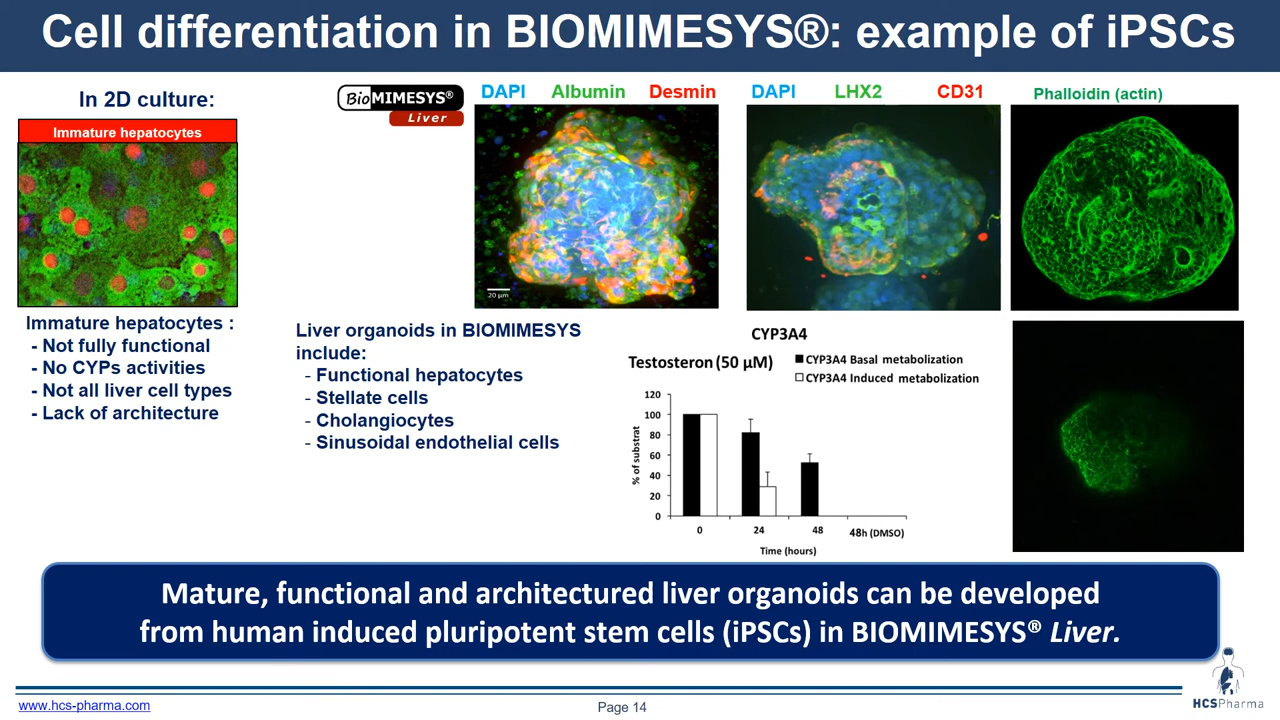 Cell differentiation in BIOMIMESYS®: example of iPSCs
In 2D culture:
Immature hepatocytes
Immature hepatocytes :
- Not fully functional
- No CYPs activities
- Not all liver cell types
- Lack of architecture
BioMIMESYS®
Liver
DAPI Albumin Desmin
20 µm
DAPI LHX2 CD31
Phalloidin (actin)
Liver organoids in BIOMIMESYS
include:
- Functional hepatocytes
- Stellate cells
- Cholangiocytes
- Sinusoidal endothelial cells
CYP3A4
Testosteron (50 µM)
CYP3A4 Basal metabolization
CYP3A4 Induced metabolization
% of substrat
120
100
80
60
40
20
0
0 24 48 48h (DMSO)
Time (hours)
Mature, functional and architectured liver organoids can be developed
from human induced pluripotent stem cells (iPSCs) in BIOMIMESYS® Liver.
www.hcs-pharma.com
Page 14
HCSPharma